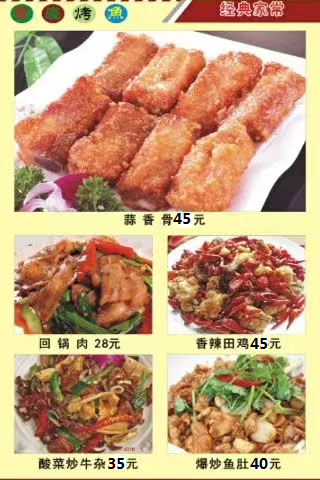 烤魚
经典家常
蒜香骨45元
回锅肉 28元
香辣田鸡45元
酸菜炒牛杂35元
爆炒鱼肚40元